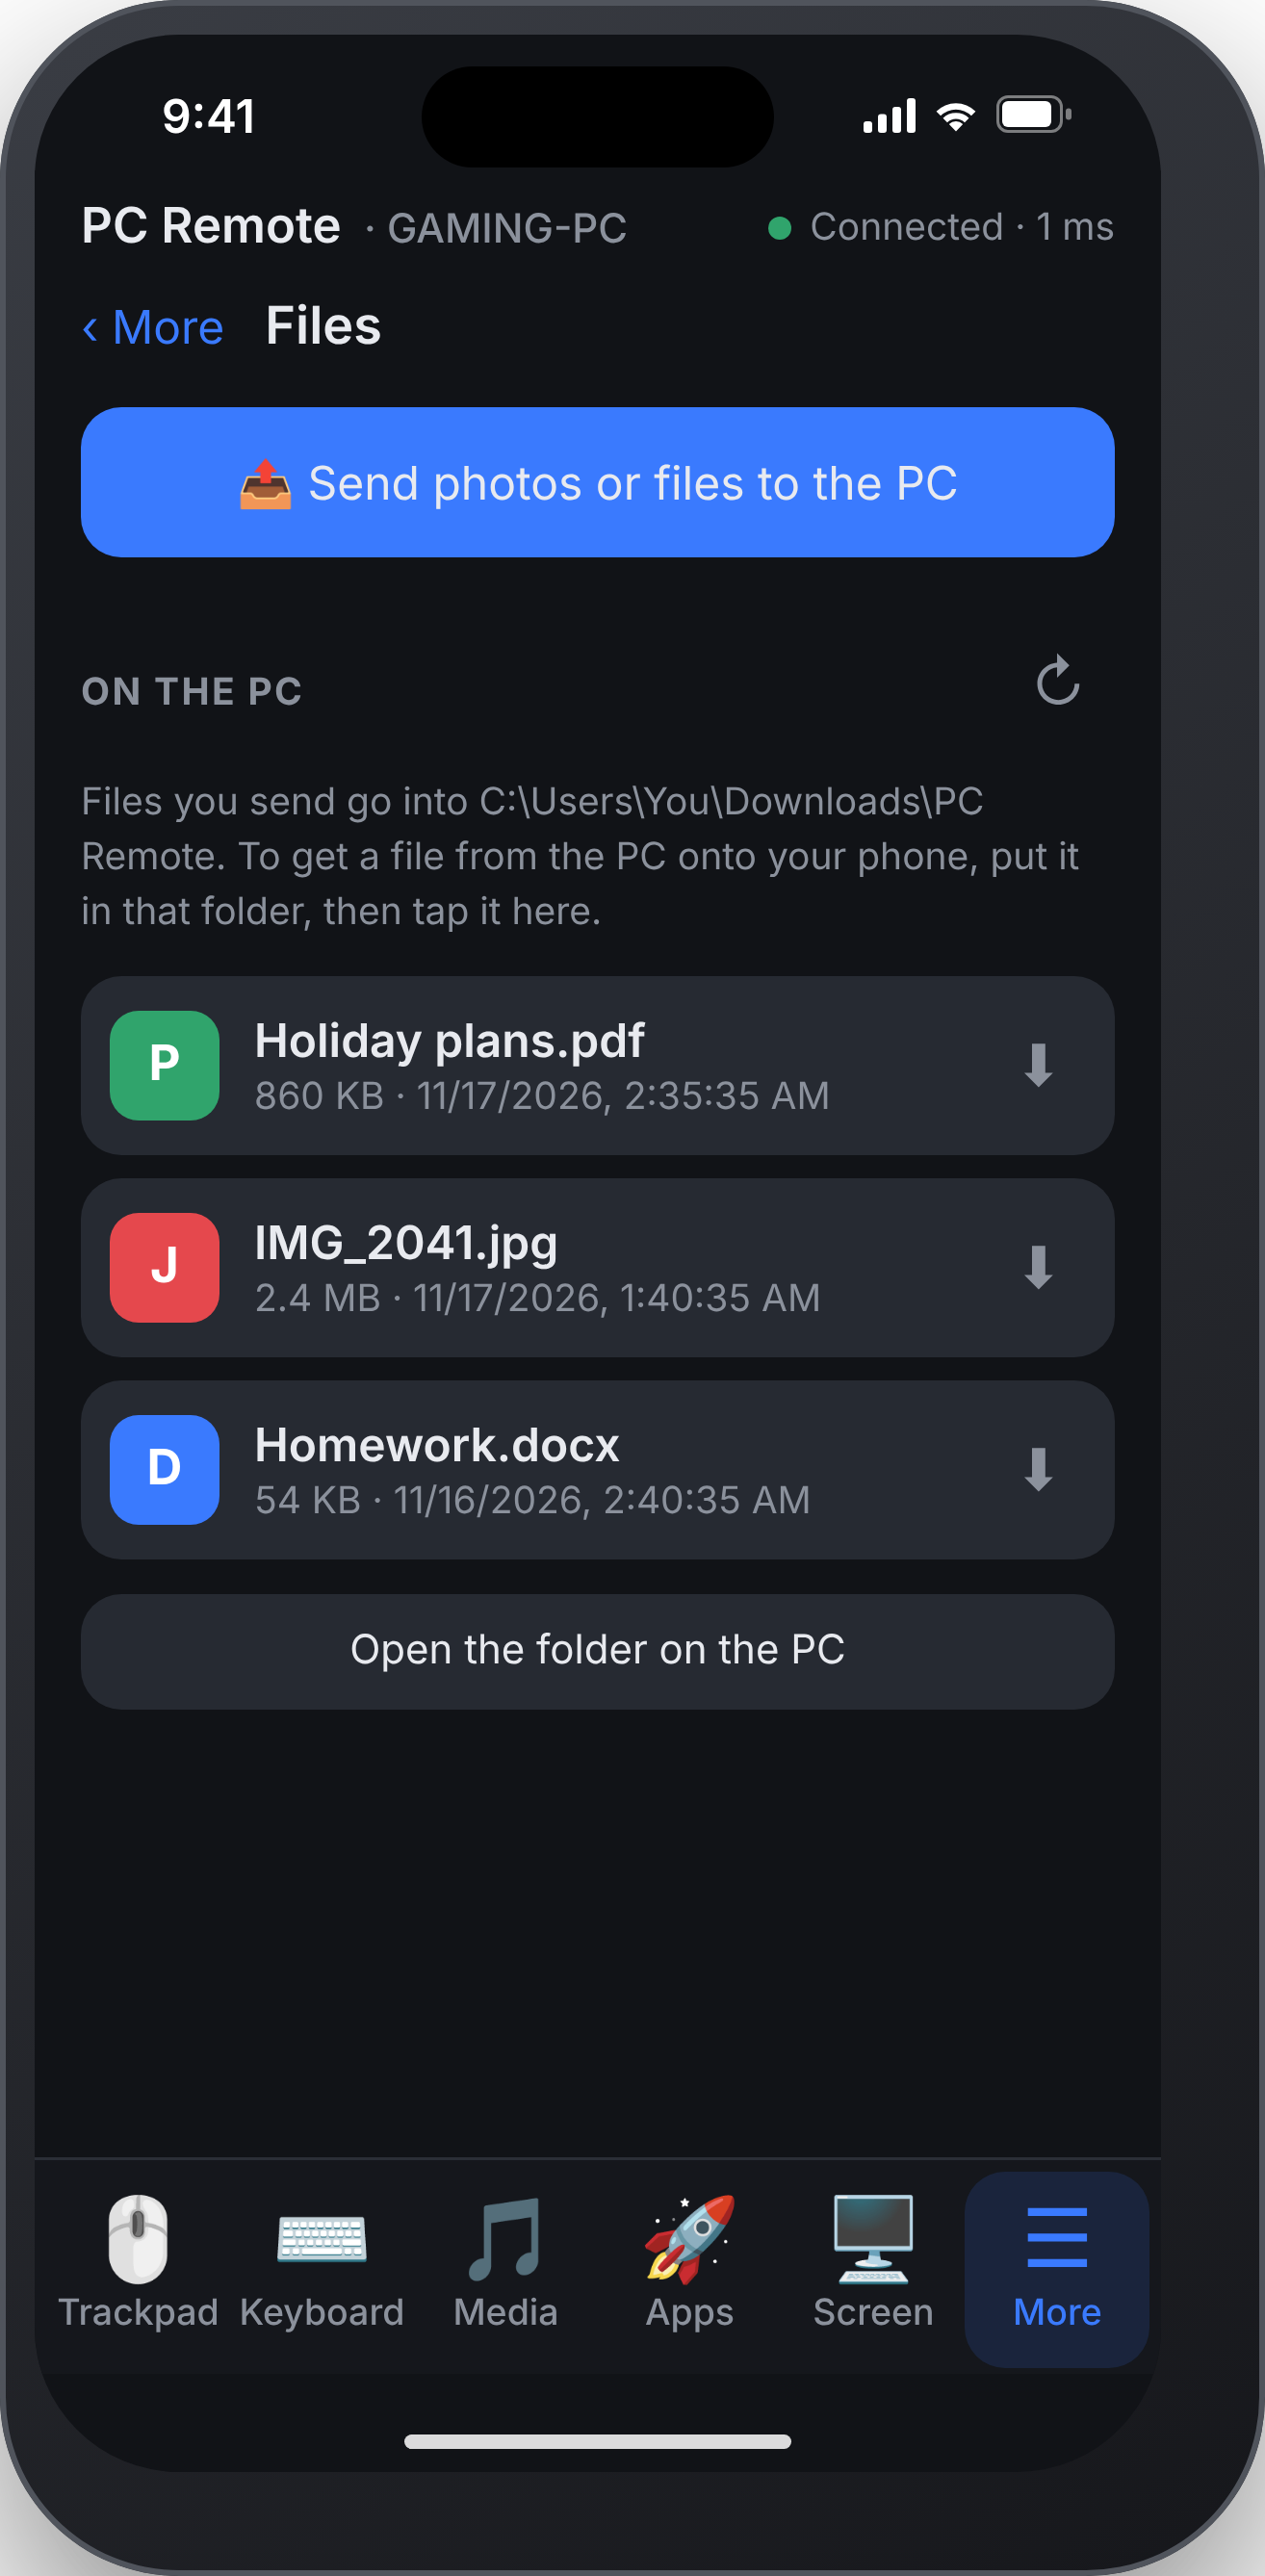 9:41
PC Remote · GAMING-PC
Connected · 1 ms
‹ More Files
Send photos or files to the PC
ON THE PC
Files you send go into C:\Users\You\Downloads\PC
Remote. To get a file from the PC onto your phone, put it
in that folder, then tap it here.
P
Holiday plans.pdf
860 KB · 11/17/2026, 2:35:35 AM
J
IMG_2041.jpg
2.4 MB · 11/17/2026, 1:40:35 AM
D
Homework.docx
54 KB · 11/16/2026, 2:40:35 AM
Open the folder on the PC
Trackpad Keyboard Media Apps Screen More